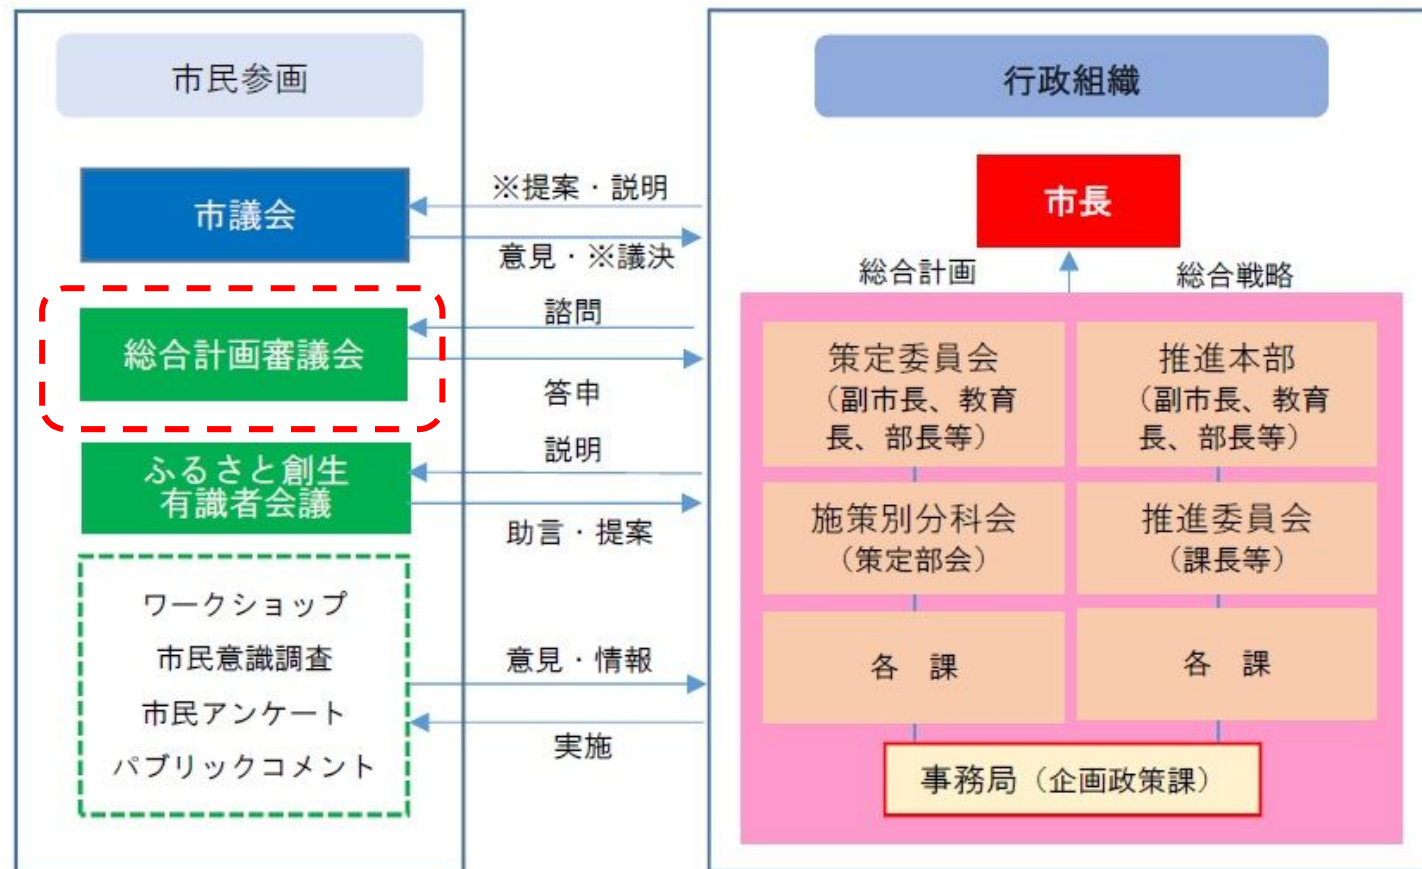 市民参画
市議会
総合計画審議会
ふるさと創生
有識者会議
ワークショップ
市民意識調査
市民アンケート
パブリックコメント
※提案・説明
意見・※議決
諮問
答申
説明
助言・提案
意見・情報
実施
行政組織
市長
総合計画
総合戦略
策定委員会
（副市長、教育
長、部長等）
推進本部
（副市長、教育
長、部長等）
施策別分科会
（策定部会）
推進委員会
（課長等）
各　課
各　課
事務局（企画政策課）